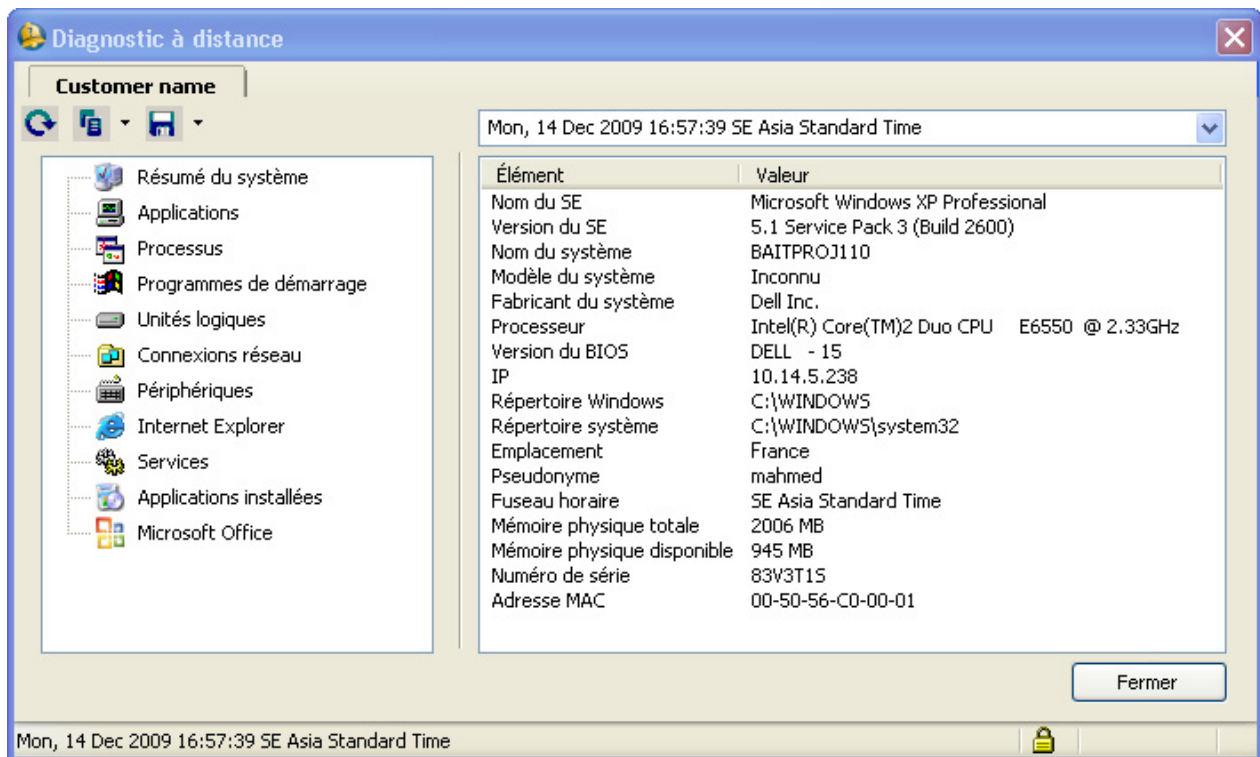 Diagnostic à distance
Customer name
Mon, 14 Dec 2009 16:57:39 SE Asia Standard Time
Résumé du système
Applications
Processus
Programmes de démarrage
Unités logiques
Connexions réseau
Périphériques
Internet Explorer
Services
Applications installées
Microsoft Office
Élément Valeur
Nom du SE Microsoft Windows XP Professional
Version du SE 5.1 Service Pack 3 (Build 2600)
Nom du système BAITPROJ110
Modèle du système Inconnu
Fabricant du système Dell Inc.
Processeur Intel(R) Core(TM)2 Duo CPU E6550 @ 2.33GHz
Version du BIOS DELL - 15
IP 10.14.5.238
Répertoire Windows C:\WINDOWS
Répertoire système C:\WINDOWS\system32
Emplacement France
Pseudonyme mahmed
Fuseau horaire SE Asia Standard Time
Mémoire physique totale 2006 MB
Mémoire physique disponible 945 MB
Numéro de série 83V3T1S
Adresse MAC 00-50-56-C0-00-01
Fermer
Mon, 14 Dec 2009 16:57:39 SE Asia Standard Time